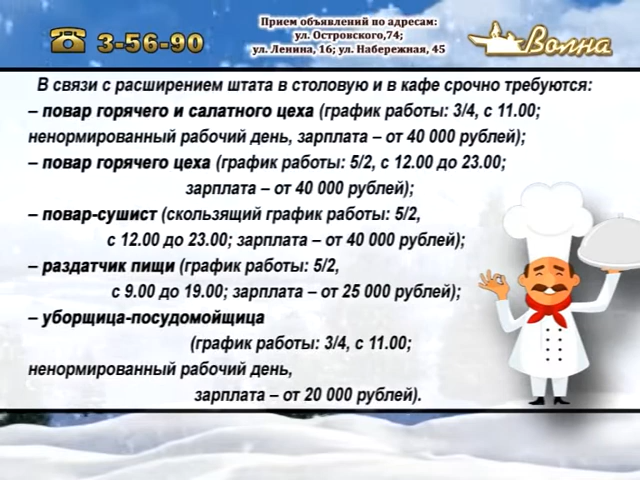 3-56-90
Прием объявлений по адресам:
ул. Островского,74;
ул. Ленина, 16; ул. Набережная, 45
Волна
В связи с расширением штата в столовую и в кафе срочно требуются:
– повар горячего и салатного цеха (график работы: 3/4, с 11.00;
ненормированный рабочий день, зарплата – от 40 000 рублей);
– повар горячего цеха (график работы: 5/2, с 12.00 до 23.00;
зарплата – от 40 000 рублей);
– повар-сушист (скользящий график работы: 5/2,
с 12.00 до 23.00; зарплата – от 40 000 рублей);
– раздатчик пищи (график работы: 5/2,
с 9.00 до 19.00; зарплата – от 25 000 рублей);
– уборщица-посудомойщица
(график работы: 3/4, с 11.00;
ненормированный рабочий день,
зарплата – от 20 000 рублей).